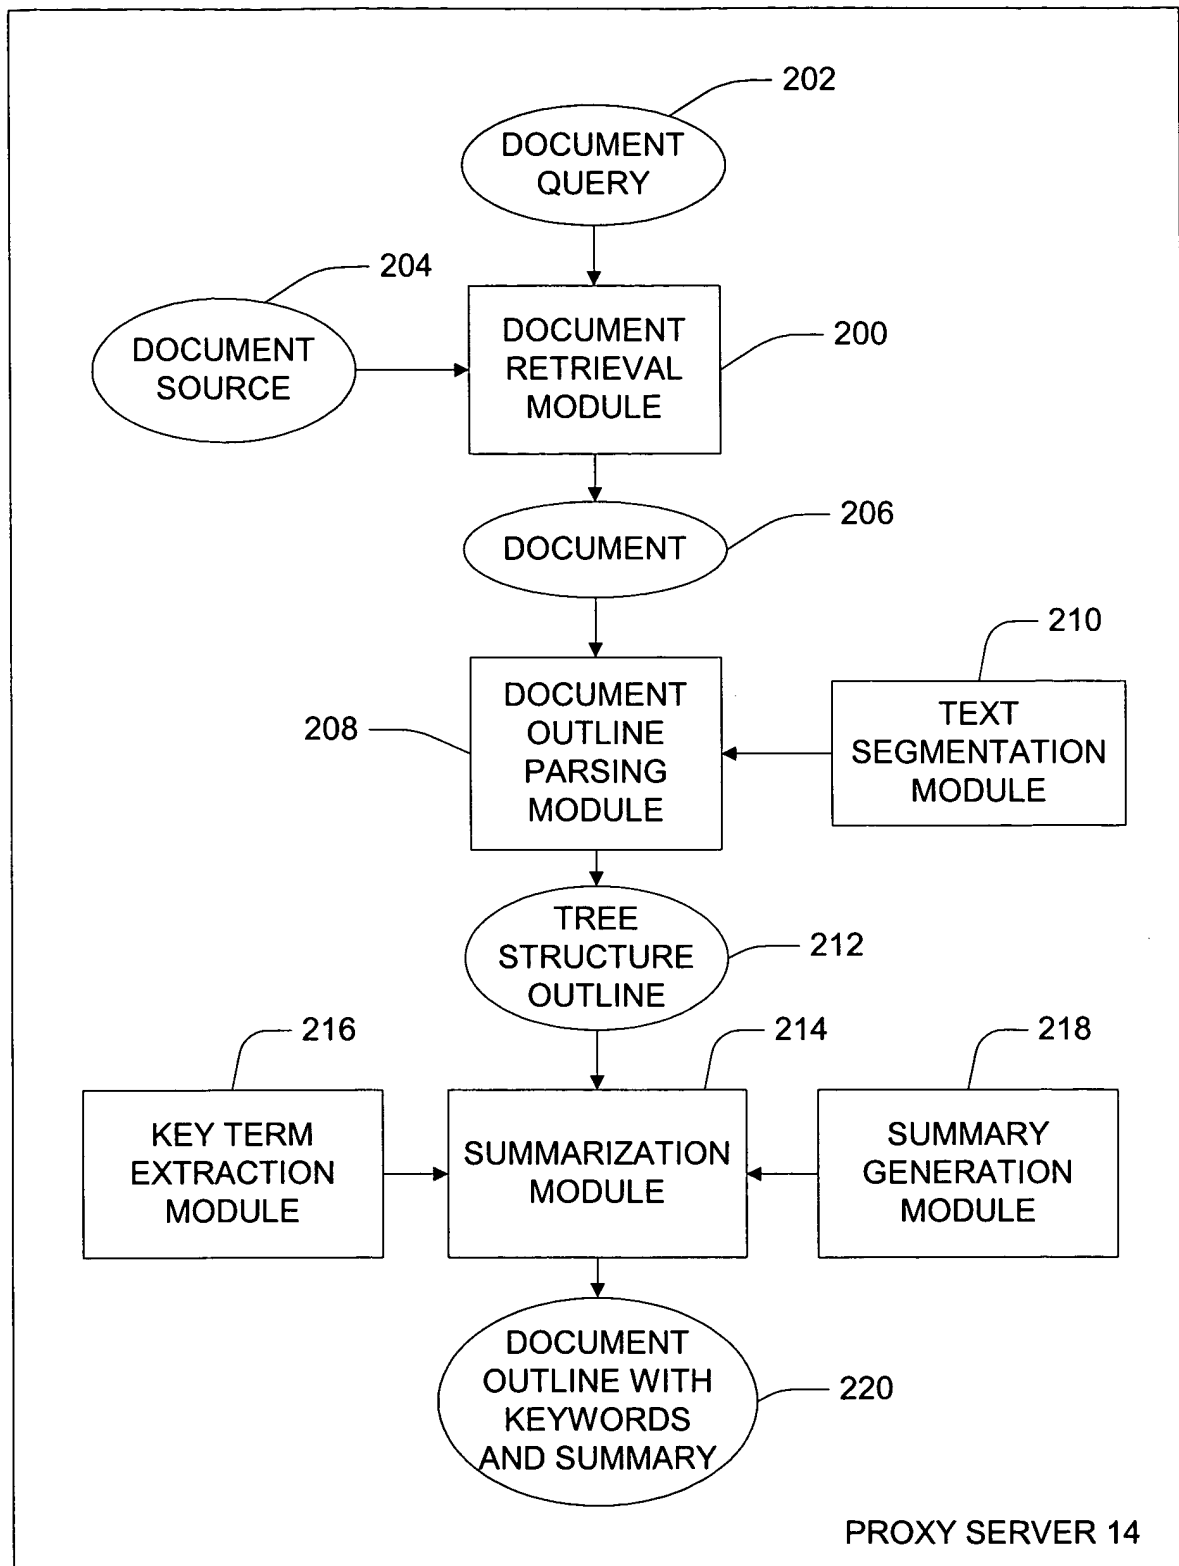 202
DOCUMENT
QUERY
204
DOCUMENT
SOURCE
DOCUMENT
RETRIEVAL
MODULE
200
DOCUMENT
206
210
208
DOCUMENT
OUTLINE
PARSING
MODULE
TEXT
SEGMENTATION
MODULE
TREE
STRUCTURE
OUTLINE
212
216
214
218
KEY TERM
EXTRACTION
MODULE
SUMMARIZATION
MODULE
SUMMARY
GENERATION
MODULE
DOCUMENT
OUTLINE WITH
KEYWORDS
AND SUMMARY
220
PROXY SERVER 14